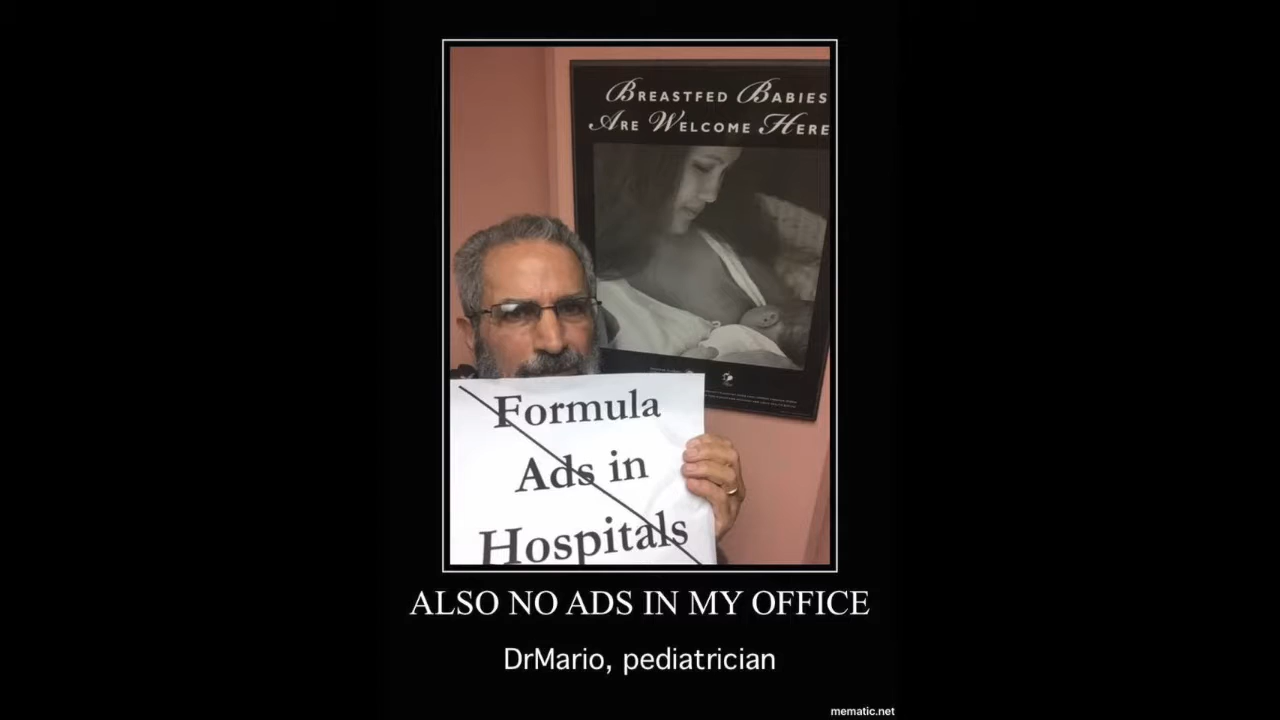 BREASTFED BABIES
ARE WELCOME HERE
Formula
Ads in
Hospitals
ALSO NO ADS IN MY OFFICE
DrMario, pediatrician
mematic.net